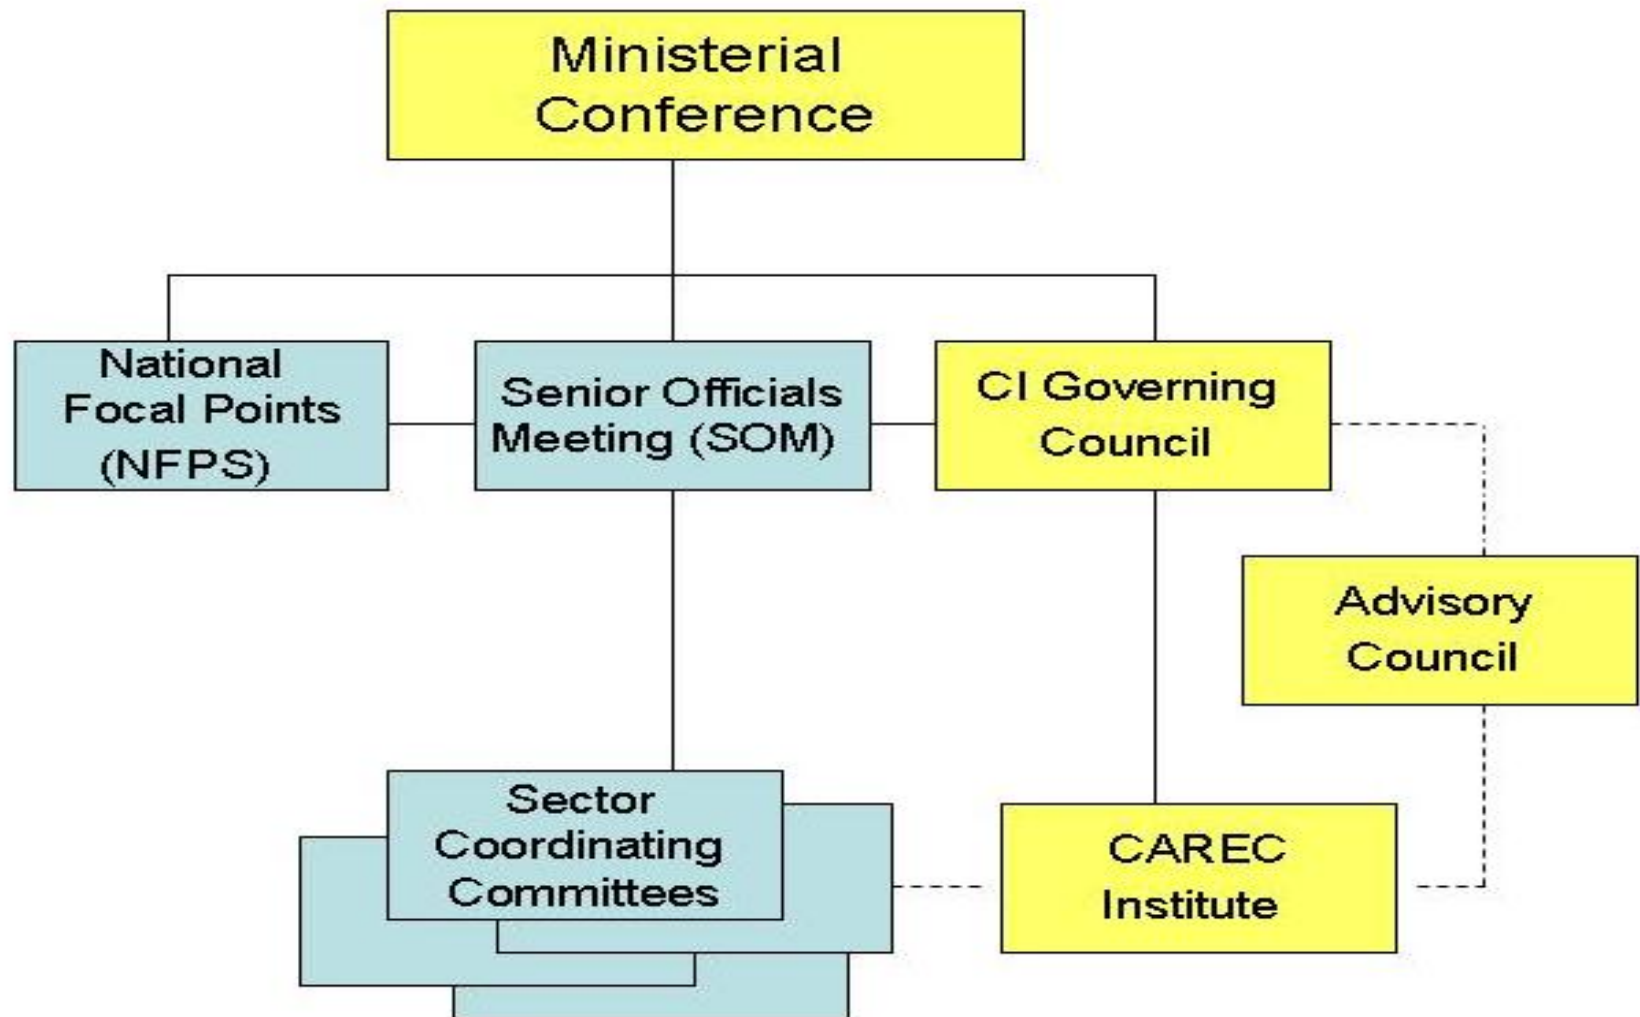 Ministerial
Conference
National
Focal Points
(NFPS)
Senior Officials
Meeting (SOM)
CI Governing
Council
Advisory
Council
Sector
Coordinating
Committees
CAREC
Institute